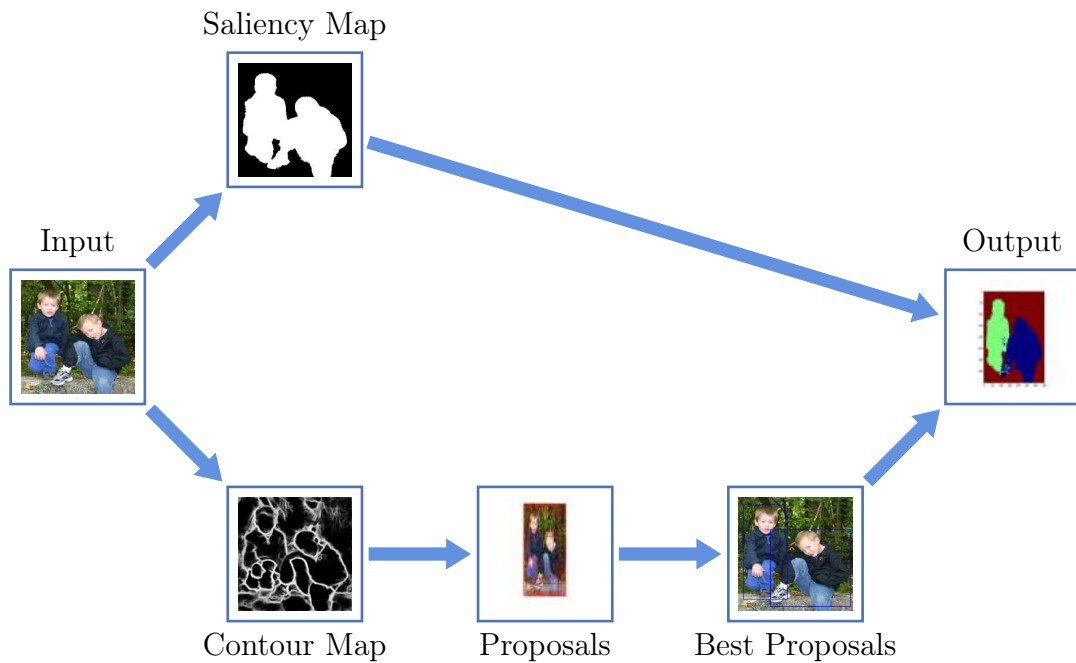 Saliency Map
Input
Output
Contour Map
Proposals
Best Proposals